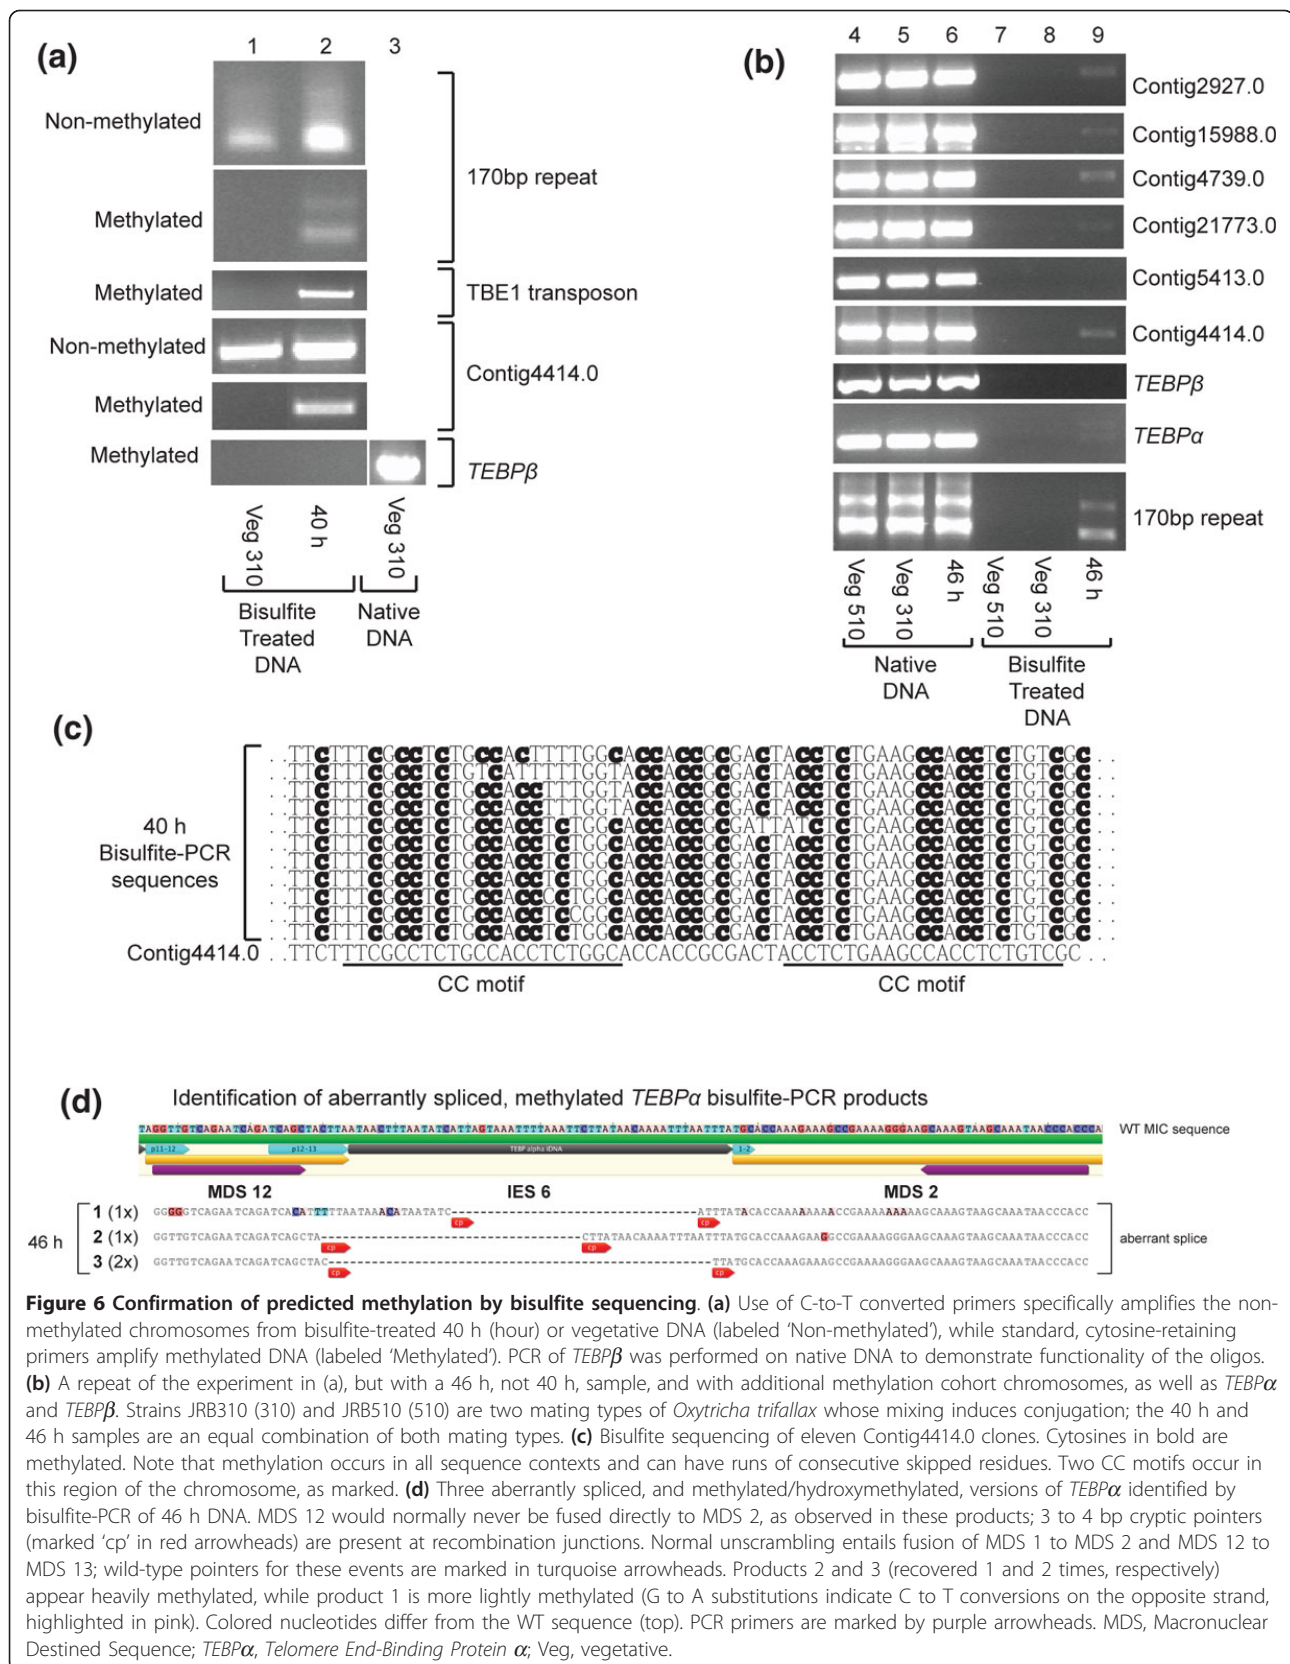 (a)
1 2 3
Non-methylated
Methylated
170bp repeat
Methylated
TBE1 transposon
Non-methylated
Methylated
Contig4414.0
Methylated
TEBPβ
Veg 310
40 h
Veg 310
Bisulfite
Treated
DNA
Native
DNA
(b)
4 5 6 7 8 9
Contig2927.0
Contig15988.0
Contig4739.0
Contig21773.0
Contig5413.0
Contig4414.0
TEBPβ
TEBPα
170bp repeat
Veg 510
Veg 310
46 h
Veg 510
Veg 310
46 h
Native
DNA
Bisulfite
Treated
DNA
(c)
40 h
Bisulfite-PCR
sequences
Contig4414.0
. . TTCTTTCGCCTCTGCCACCTCTGGCACCACCGCGACTACCTCTGAAGCCACCTCTGTCGC . .
CC motif
CC motif
(d)
Identification of aberrantly spliced, methylated TEBPα bisulfite-PCR products
WT MIC sequence
p11-12
p12-13
TEBP alpha IDNA
1-2
MDS 12
IES 6
MDS 2
46 h
1 (1x)
cp
cp
2 (1x)
cp
cp
3 (2x)
cp
cp
aberrant splice
Figure 6 Confirmation of predicted methylation by bisulfite sequencing. (a) Use of C-to-T converted primers specifically amplifies the non-
methylated chromosomes from bisulfite-treated 40 h (hour) or vegetative DNA (labeled ‘Non-methylated’), while standard, cytosine-retaining
primers amplify methylated DNA (labeled ‘Methylated’). PCR of TEBPβ was performed on native DNA to demonstrate functionality of the oligos.
(b) A repeat of the experiment in (a), but with a 46 h, not 40 h, sample, and with additional methylation cohort chromosomes, as well as TEBPα
and TEBPβ. Strains JRB310 (310) and JRB510 (510) are two mating types of Oxytricha trifallax whose mixing induces conjugation; the 40 h and
46 h samples are an equal combination of both mating types. (c) Bisulfite sequencing of eleven Contig4414.0 clones. Cytosines in bold are
methylated. Note that methylation occurs in all sequence contexts and can have runs of consecutive skipped residues. Two CC motifs occur in
this region of the chromosome, as marked. (d) Three aberrantly spliced, and methylated/hydroxymethylated, versions of TEBPα identified by
bisulfite-PCR of 46 h DNA. MDS 12 would normally never be fused directly to MDS 2, as observed in these products; 3 to 4 bp cryptic pointers
(marked ‘cp’ in red arrowheads) are present at recombination junctions. Normal unscrambling entails fusion of MDS 1 to MDS 2 and MDS 12 to
MDS 13; wild-type pointers for these events are marked in turquoise arrowheads. Products 2 and 3 (recovered 1 and 2 times, respectively)
appear heavily methylated, while product 1 is more lightly methylated (G to A substitutions indicate C to T conversions on the opposite strand,
highlighted in pink). Colored nucleotides differ from the WT sequence (top). PCR primers are marked by purple arrowheads. MDS, Macronuclear
Destined Sequence; TEBPα, Telomere End-Binding Protein α; Veg, vegetative.